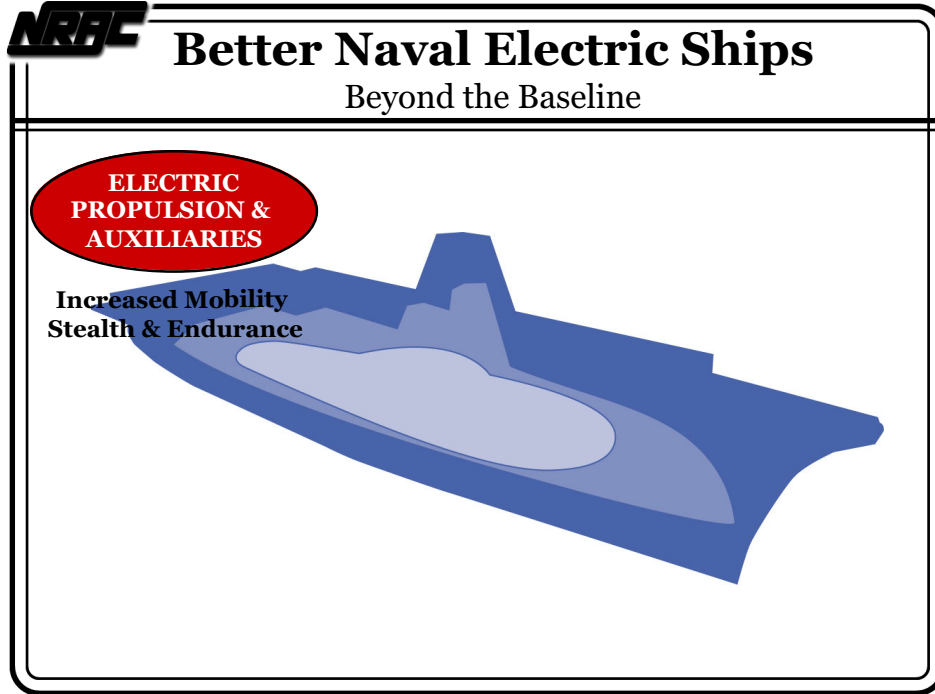 NRAC
Better Naval Electric Ships
Beyond the Baseline
ELECTRIC
PROPULSION &
AUXILIARIES
Increased Mobility
Stealth & Endurance